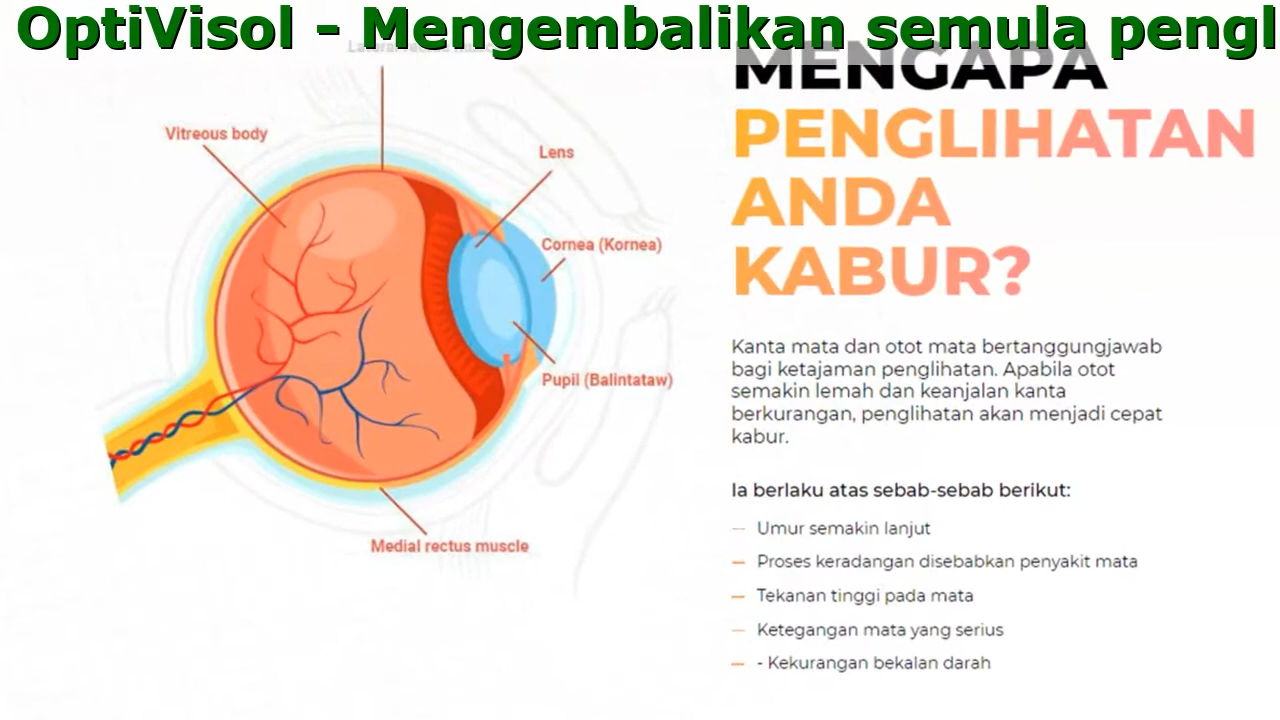 OptiVisol - Mengembalikan semula pengl
MENGAPA
PENGLIHATAN
ANDA
KABUR?
Vitreous body
Lens
Cornea (Kornea)
Pupil (Balintataw)
Medial rectus muscle
Kanta mata dan otot mata bertanggungjawab
bagi ketajaman penglihatan. Apabila otot
semakin lemah dan keanjalan kanta
berkurangan, penglihatan akan menjadi cepat
kabur.
Ia berlaku atas sebab-sebab berikut:
— Umur semakin lanjut
— Proses keradangan disebabkan penyakit mata
— Tekanan tinggi pada mata
— Ketegangan mata yang serius
— - Kekurangan bekalan darah